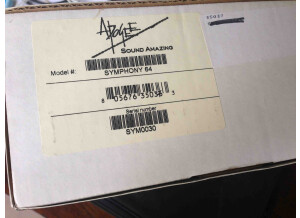 APOGEE
SOUND AMAZING
Model #:
SYMPHONY 64
Serial number
SYM0030